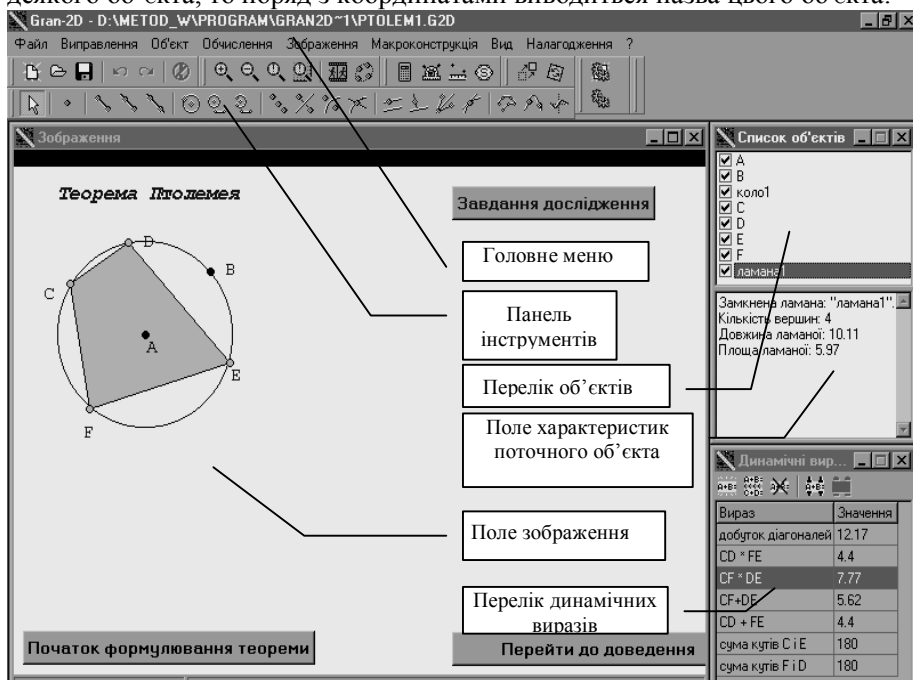 деякого об’єкта, то поряд з координатами виводиться назва цього об’єкта.
Gran-2D - D:\METOD_W\PROGRAM\GRAN2D~1\PTOLEM1.G2D
Файл Виправлення Об'єкт Обчислення Зображення Макроконструкція Вид Налагодження ?
Зображення
Теорема Птолемея
Завдання дослідження
D
B
C
A
E
F
Головне меню
Панель
інструментів
Перелік об’єктів
Поле характеристик
поточного об’єкта
Поле зображення
Перелік динамічних
виразів
Початок формулювання теореми
Перейти до доведення
Список об'єктів
A
B
коло1
C
D
E
F
ламана1
Замкнена ламана: "ламана1".
Кількість вершин: 4
Довжина ламаної: 10.11
Площа ламаної: 5.97
Динамічні вир...
Вираз Значення
добуток діагоналей 12.17
CD * FE 4.4
CF * DE 7.77
CF+DE 5.62
CD + FE 4.4
сума кутів C і E 180
сума кутів F і D 180